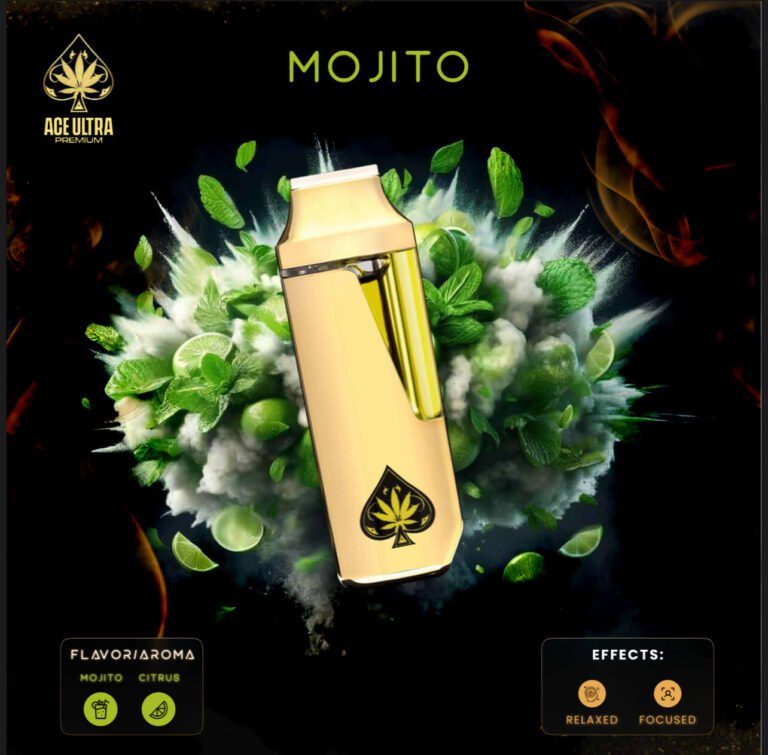 MOJITO
ACE ULTRA
PREMIUM
FLAVOR/AROMA
MOJITO CITRUS
EFFECTS:
RELAXED FOCUSED